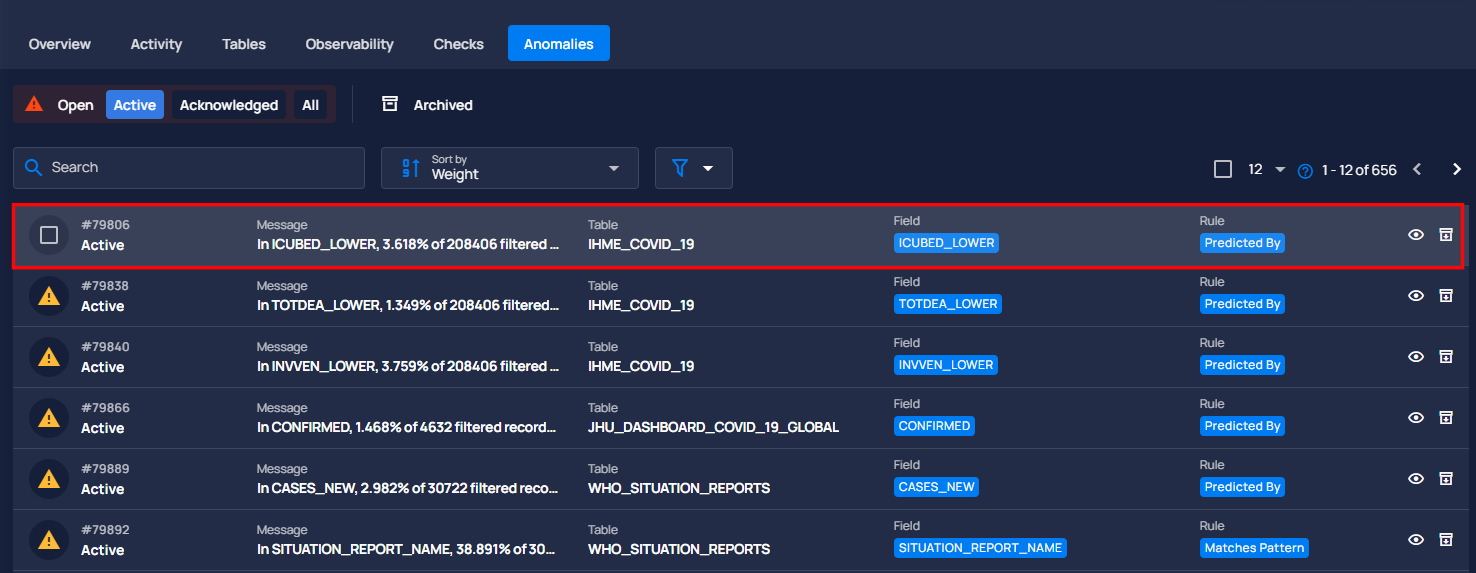 Overview Activity Tables Observability Checks Anomalies
Open Active Acknowledged All Archived
Search
Sort by
Weight
12 1 - 12 of 656
#79806 Message Table Field Rule
Active In ICUBED_LOWER, 3.618% of 208406 filtered ... IHME_COVID_19 ICUBED_LOWER Predicted By
#79838 Message Table Field Rule
Active In TOTDEA_LOWER, 1.349% of 208406 filtered... IHME_COVID_19 TOTDEA_LOWER Predicted By
#79840 Message Table Field Rule
Active In INVVEN_LOWER, 3.759% of 208406 filtered ... IHME_COVID_19 INVVEN_LOWER Predicted By
#79866 Message Table Field Rule
Active In CONFIRMED, 1.468% of 4632 filtered record... JHU_DASHBOARD_COVID_19_GLOBAL CONFIRMED Predicted By
#79889 Message Table Field Rule
Active In CASES_NEW, 2.982% of 30722 filtered reco... WHO_SITUATION_REPORTS CASES_NEW Predicted By
#79892 Message Table Field Rule
Active In SITUATION_REPORT_NAME, 38.891% of 30... WHO_SITUATION_REPORTS SITUATION_REPORT_NAME Matches Pattern